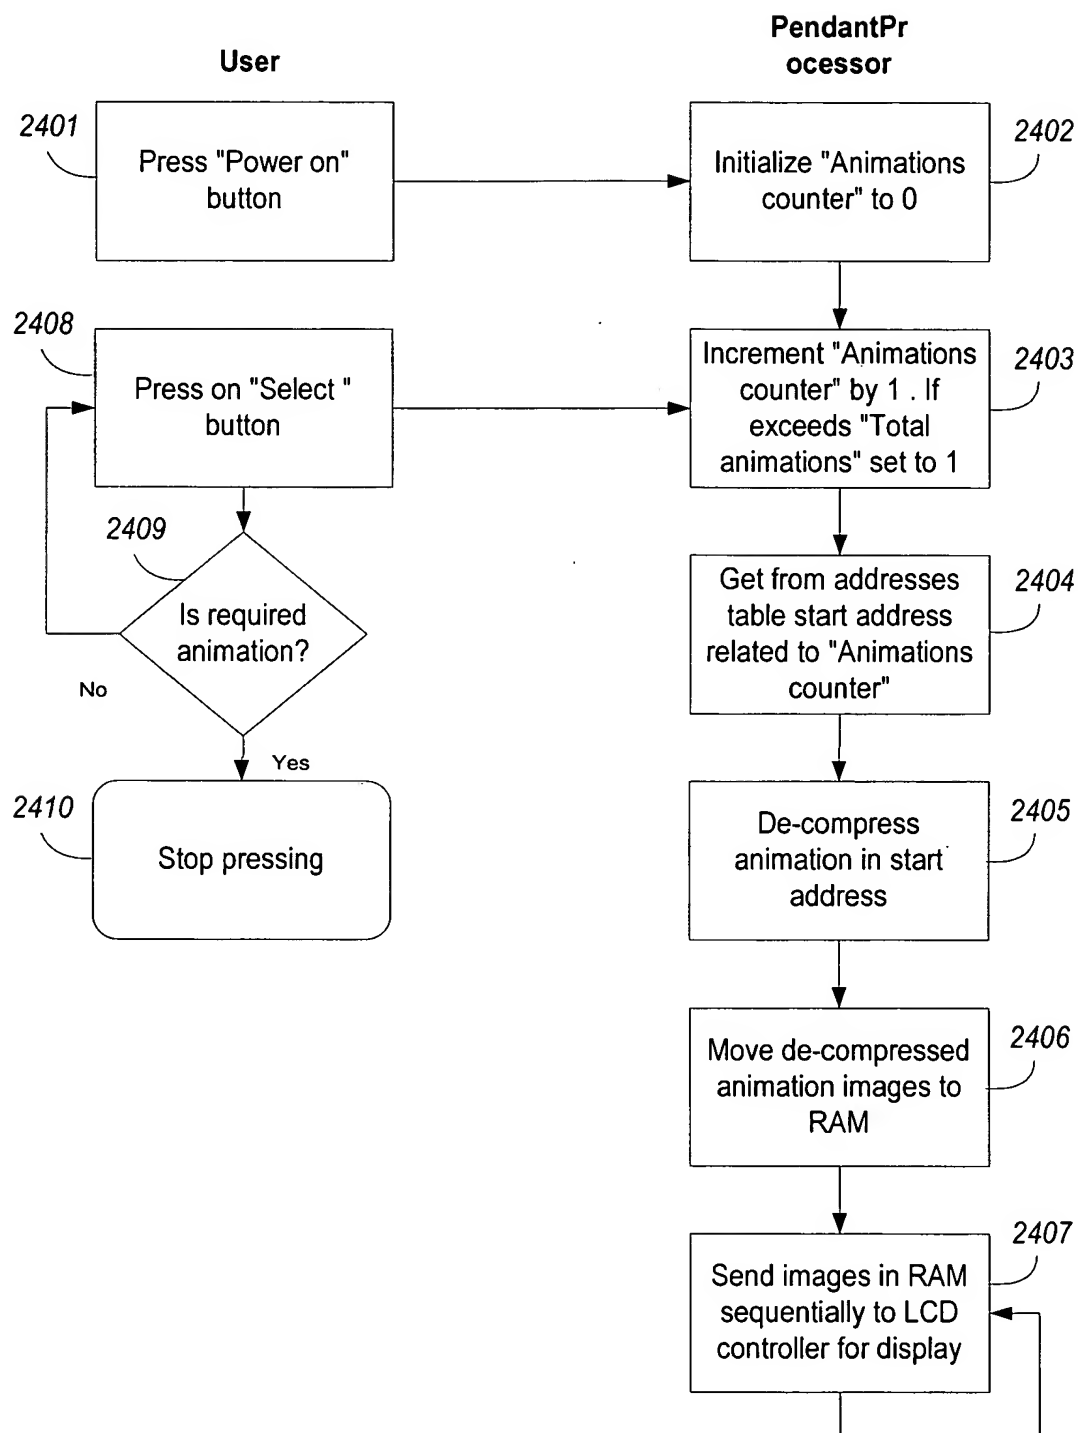 User
PendantPr
ocessor
2401
Press "Power on"
button
2402
Initialize "Animations
counter" to 0
2408
Press on "Select "
button
2403
Increment "Animations
counter" by 1 . If
exceeds "Total
animations" set to 1
2409
Is required
animation?
No
Yes
2404
Get from addresses
table start address
related to "Animations
counter"
2410
Stop pressing
2405
De-compress
animation in start
address
2406
Move de-compressed
animation images to
RAM
2407
Send images in RAM
sequentially to LCD
controller for display